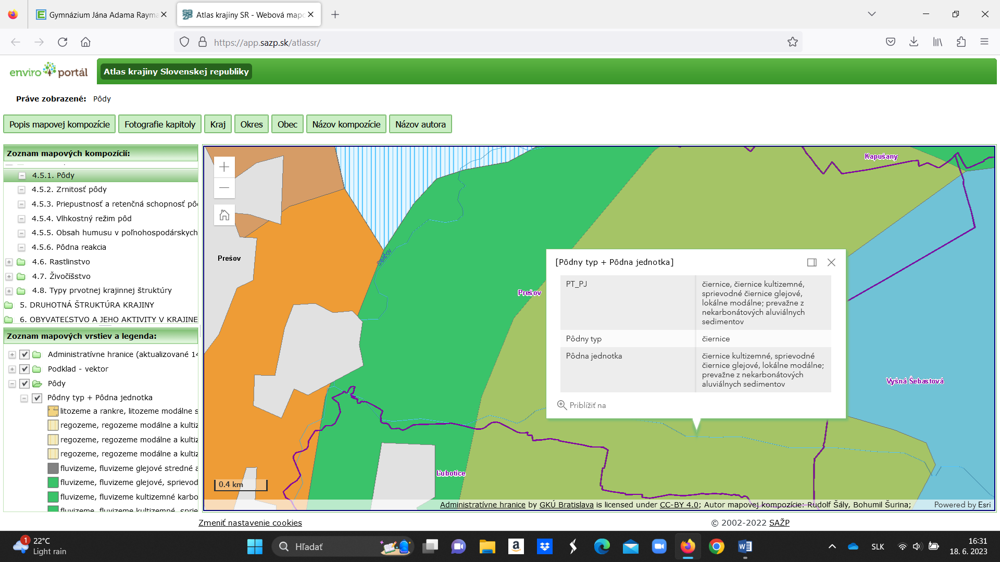 Gymnázium Jána Adama Rayma
Atlas krajiny SR - Webová mapo
https://app.sazp.sk/atlassr/
enviro portál
Atlas krajiny Slovenskej republiky
Práve zobrazené: Pôdy
Popis mapovej kompozície
Fotografie kapitoly
Kraj
Okres
Obec
Názov kompozície
Názov autora
Zoznam mapových kompozícií:
4.5.1. Pôdy
4.5.2. Zrnitosť pôdy
4.5.3. Priepustnosť a retenčná schopnosť pôd
4.5.4. Vlhkostný režim pôd
4.5.5. Obsah humusu v poľnohospodárskych
4.5.6. Pôdna reakcia
4.6. Rastlinstvo
4.7. Živočíšstvo
4.8. Typy prvotnej krajinnej štruktúry
5. DRUHOTNÁ ŠTRUKTÚRA KRAJINY
6. OBYVATEĽSTVO A JEHO AKTIVITY V KRAJINE
Zoznam mapových vrstiev a legenda:
Administratívne hranice (aktualizované 14
Podklad - vektor
Pôdy
Pôdny typ + Pôdna jednotka
litozeme a rankre, litozeme modálne s
regozeme, regozeme modálne a kultiz
regozeme, regozeme modálne a kultiz
regozeme, regozeme modálne a kultiz
fluvizeme, fluvizeme glejové stredné a
fluvizeme, fluvizeme glejové, sprievod
fluvizeme, fluvizeme kultizemné karbo
fluvizeme, fluvizeme kultizemné, sprie
Kapušany
Prešov
Sekčov
Prešov
Vyšná Šebastová
Ľubotice
[Pôdny typ + Pôdna jednotka]
PT_PJ
čiernice, čiernice kultizemné,
sprievodné čiernice glejové,
lokálne modálne; prevažne z
nekarbonátových aluviálnych
sedimentov
Pôdny typ
čiernice
Pôdna jednotka
čiernice kultizemné, sprievodné
čiernice glejové, lokálne modálne;
prevažne z nekarbonátových
aluviálnych sedimentov
Priblížiť na
0.4 km
Administratívne hranice by GKÚ Bratislava is licensed under CC-BY 4.0; Autor mapovej kompozície: Rudolf Šály, Bohumil Šurina;
Powered by Esri
Zmeniť nastavenie cookies
© 2002-2022 SAŽP
1
22°C
Light rain
Hľadať
SLK
16:31
18. 6. 2023